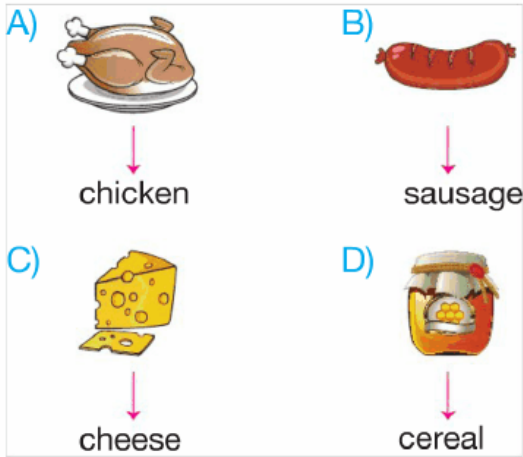 A)
B)
chicken
sausage
C)
D)
cheese
cereal